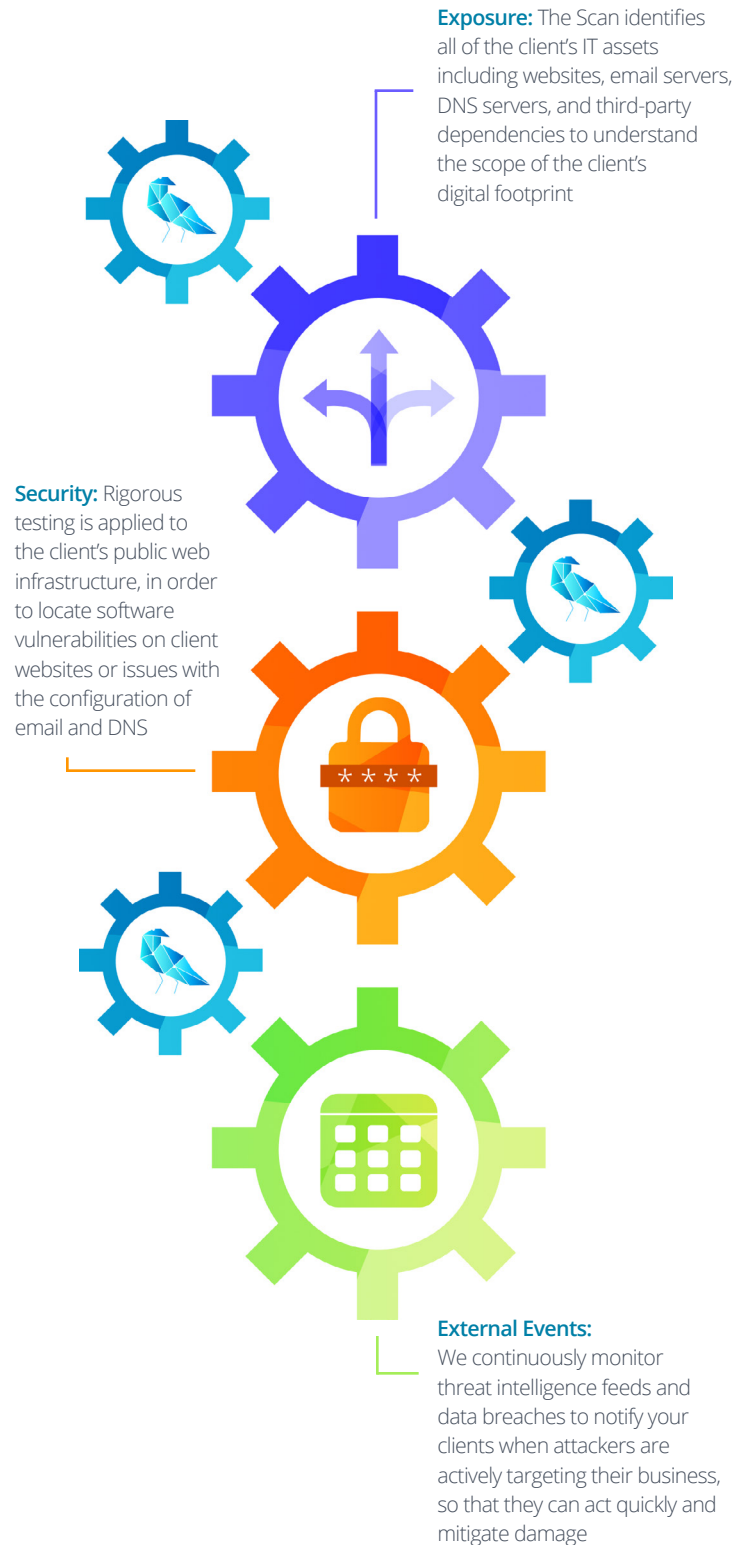 Exposure: The Scan identifies
all of the client’s IT assets
including websites, email servers,
DNS servers, and third-party
dependencies to understand
the scope of the client’s
digital footprint
Security: Rigorous
testing is applied to
the client’s public web
infrastructure, in order
to locate software
vulnerabilities on client
websites or issues with
the configuration of
email and DNS
****
External Events:
We continuously monitor
threat intelligence feeds and
data breaches to notify your
clients when attackers are
actively targeting their business,
so that they can act quickly and
mitigate damage